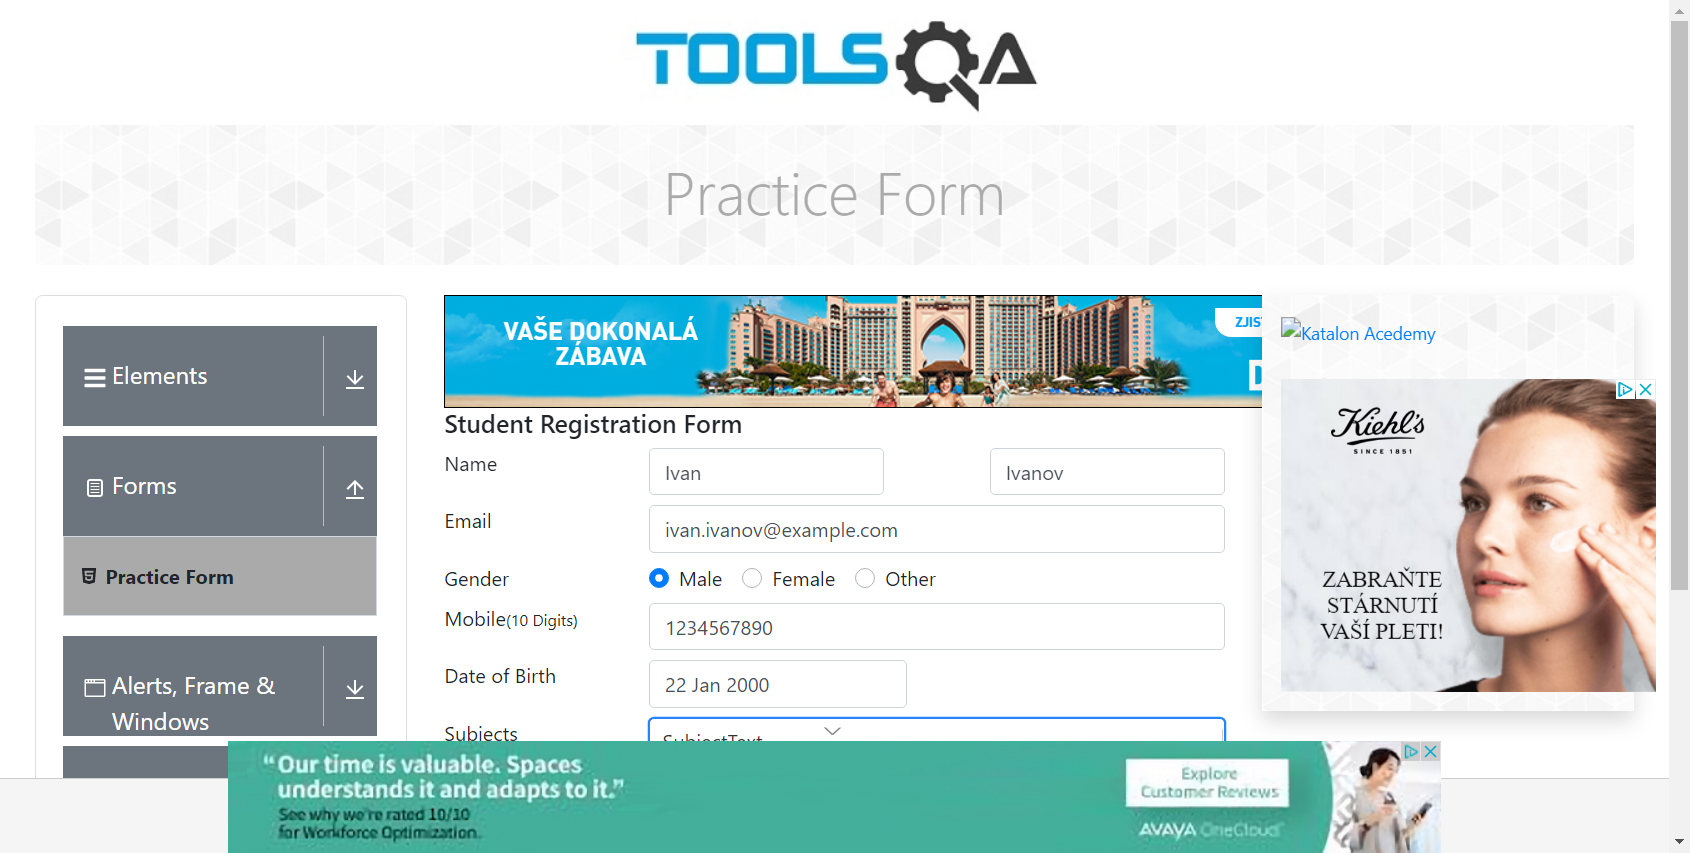 TOOLSQA
Practice Form
Elements
Forms
Practice Form
Alerts, Frame &
Windows
VAŠE DOKONALÁ
ZÁBAVA
ZJIS
D
Student Registration Form
Name
Ivan
Ivanov
Email
ivan.ivanov@example.com
Gender
Male
Female
Other
Mobile(10 Digits)
1234567890
Date of Birth
22 Jan 2000
Subjects
SubjectText
Katalon Acedemy
Kiehl's
SINCE 1851
ZABRAŇTE
STÁRNUTÍ
VAŠÍ PLETI!
“Our time is valuable. Spaces
understands it and adapts to it.”
See why we're rated 10/10
for Workforce Optimization.
Explore
Customer Reviews
AVAYA OneCloud